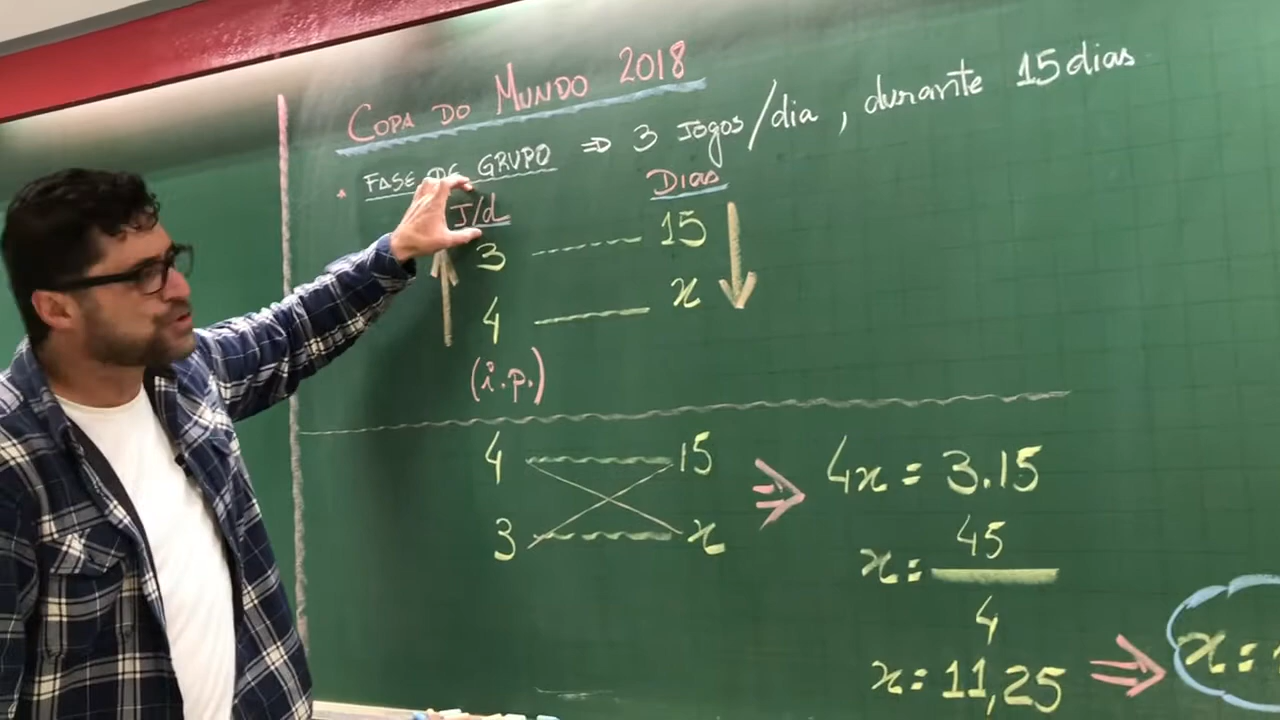 COPA DO MUNDO 2018
* FASE DE GRUPO ⇒ 3 Jogos/dia, durante 15 dias
J/d Dias
3 15
4 x
(i.p.)
4 15 ⇒ 4x = 3.15
3 x
x = 45/4
x = 11,25 ⇒ x =